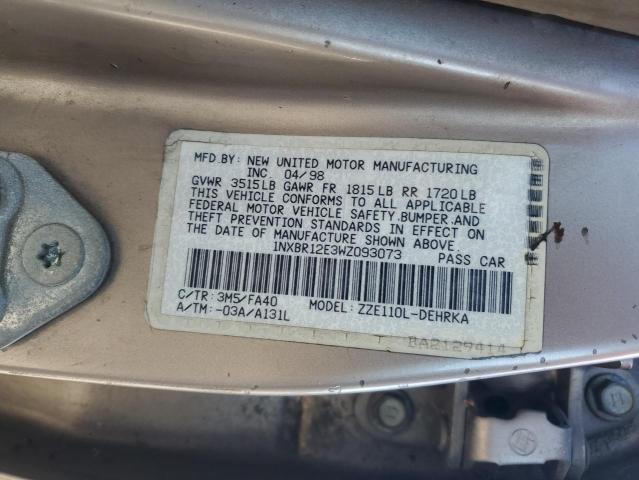 MFD.BY: NEW UNITED MOTOR MANUFACTURING
INC. 04/98
GVWR 3515LB GAWR FR 1815LB RR 1720LB
THIS VEHICLE CONFORMS TO ALL APPLICABLE
FEDERAL MOTOR VEHICLE SAFETY,BUMPER,AND
THEFT PREVENTION STANDARDS IN EFFECT ON
THE DATE OF MANUFACTURE SHOWN ABOVE.
1NXBR12E3WZ093073 PASS CAR
C/TR: 3M5/FA40 MODEL: ZZE110L-DEHRKA
A/TM:-03A/A131L
BA2129414